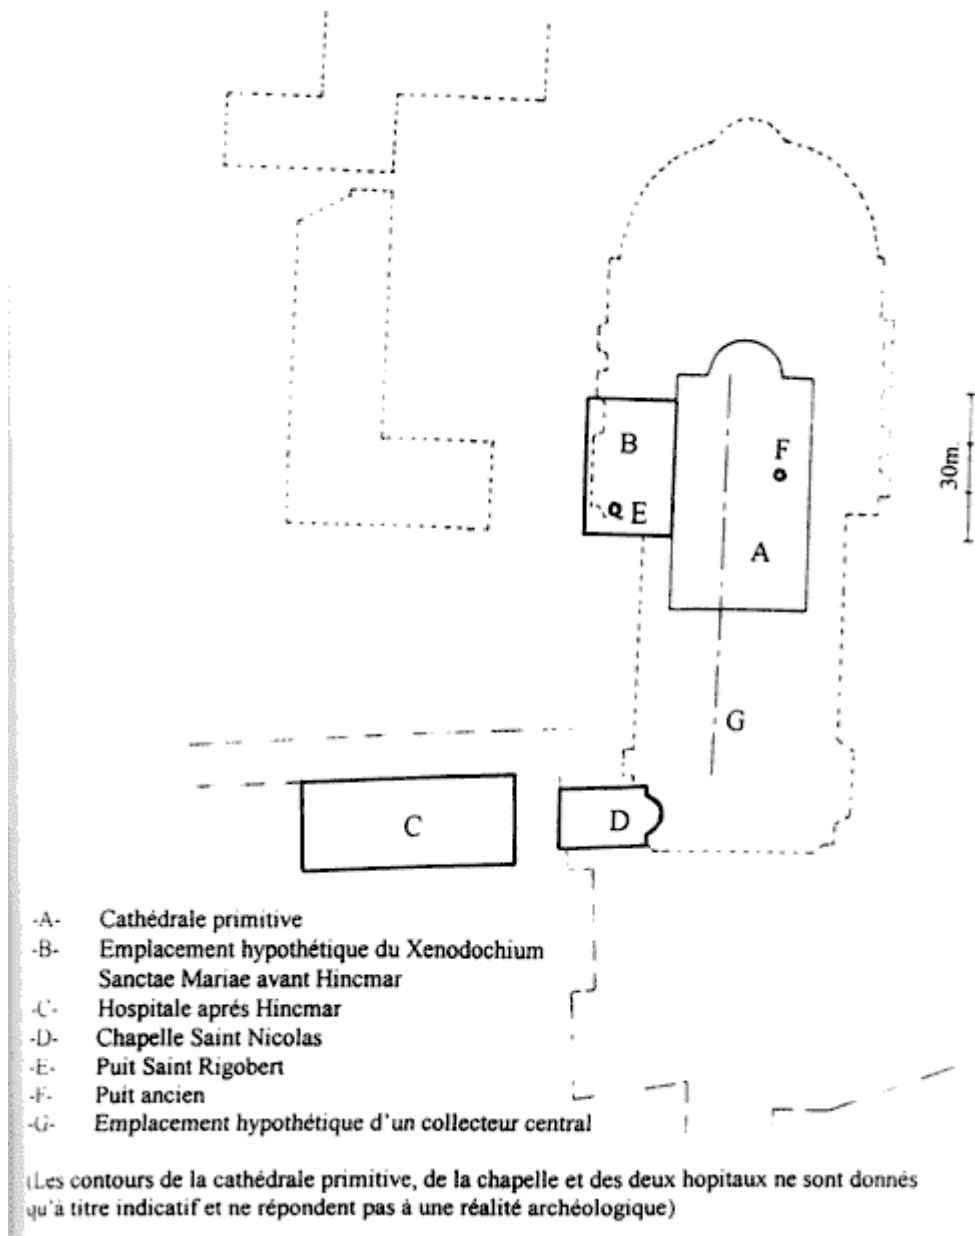 B
F
E
A
30m.
G
C
D
-A- Cathédrale primitive
-B- Emplacement hypothétique du Xenodochium
Sanctae Mariae avant Hincmar
-C- Hospitale aprés Hincmar
-D- Chapelle Saint Nicolas
-E- Puit Saint Rigobert
-F- Puit ancien
-G- Emplacement hypothétique d'un collecteur central
(Les contours de la cathédrale primitive, de la chapelle et des deux hopitaux ne sont donnés
qu'à titre indicatif et ne répondent pas à une réalité archéologique)